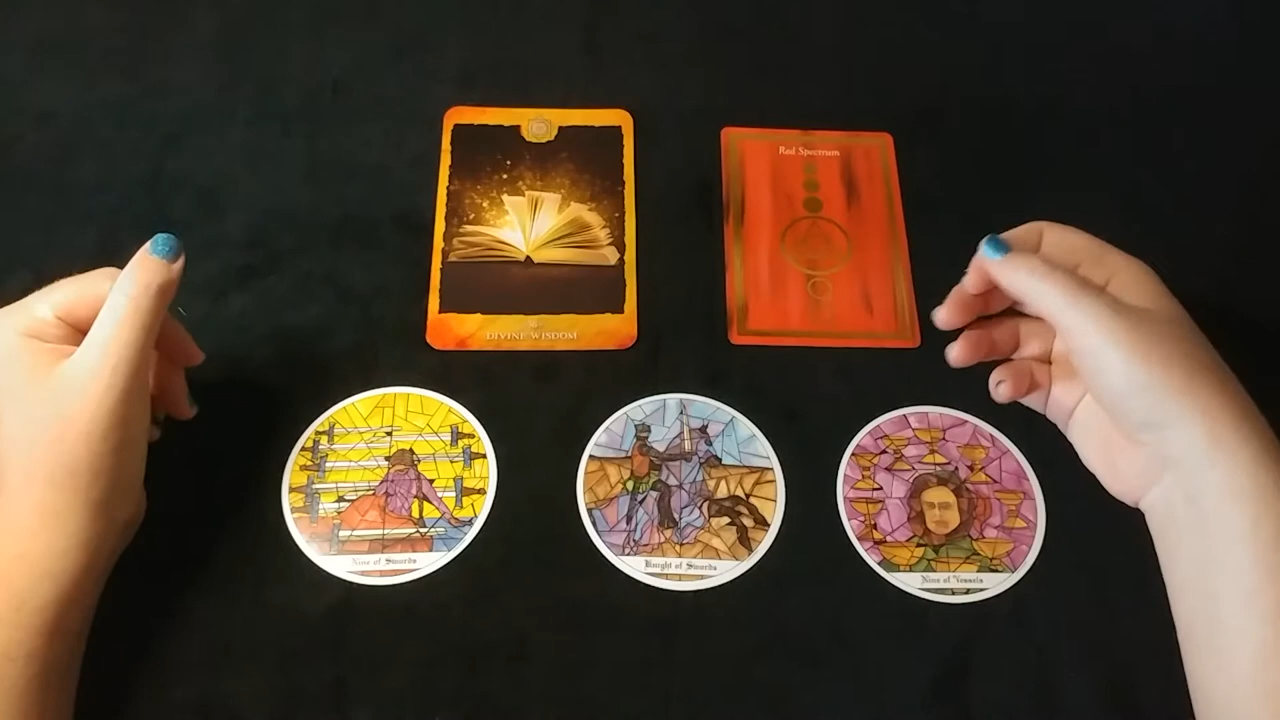 Red Spectrum
DIVINE WISDOM
Nine of Swords
Knight of Swords
Nine of Vessels